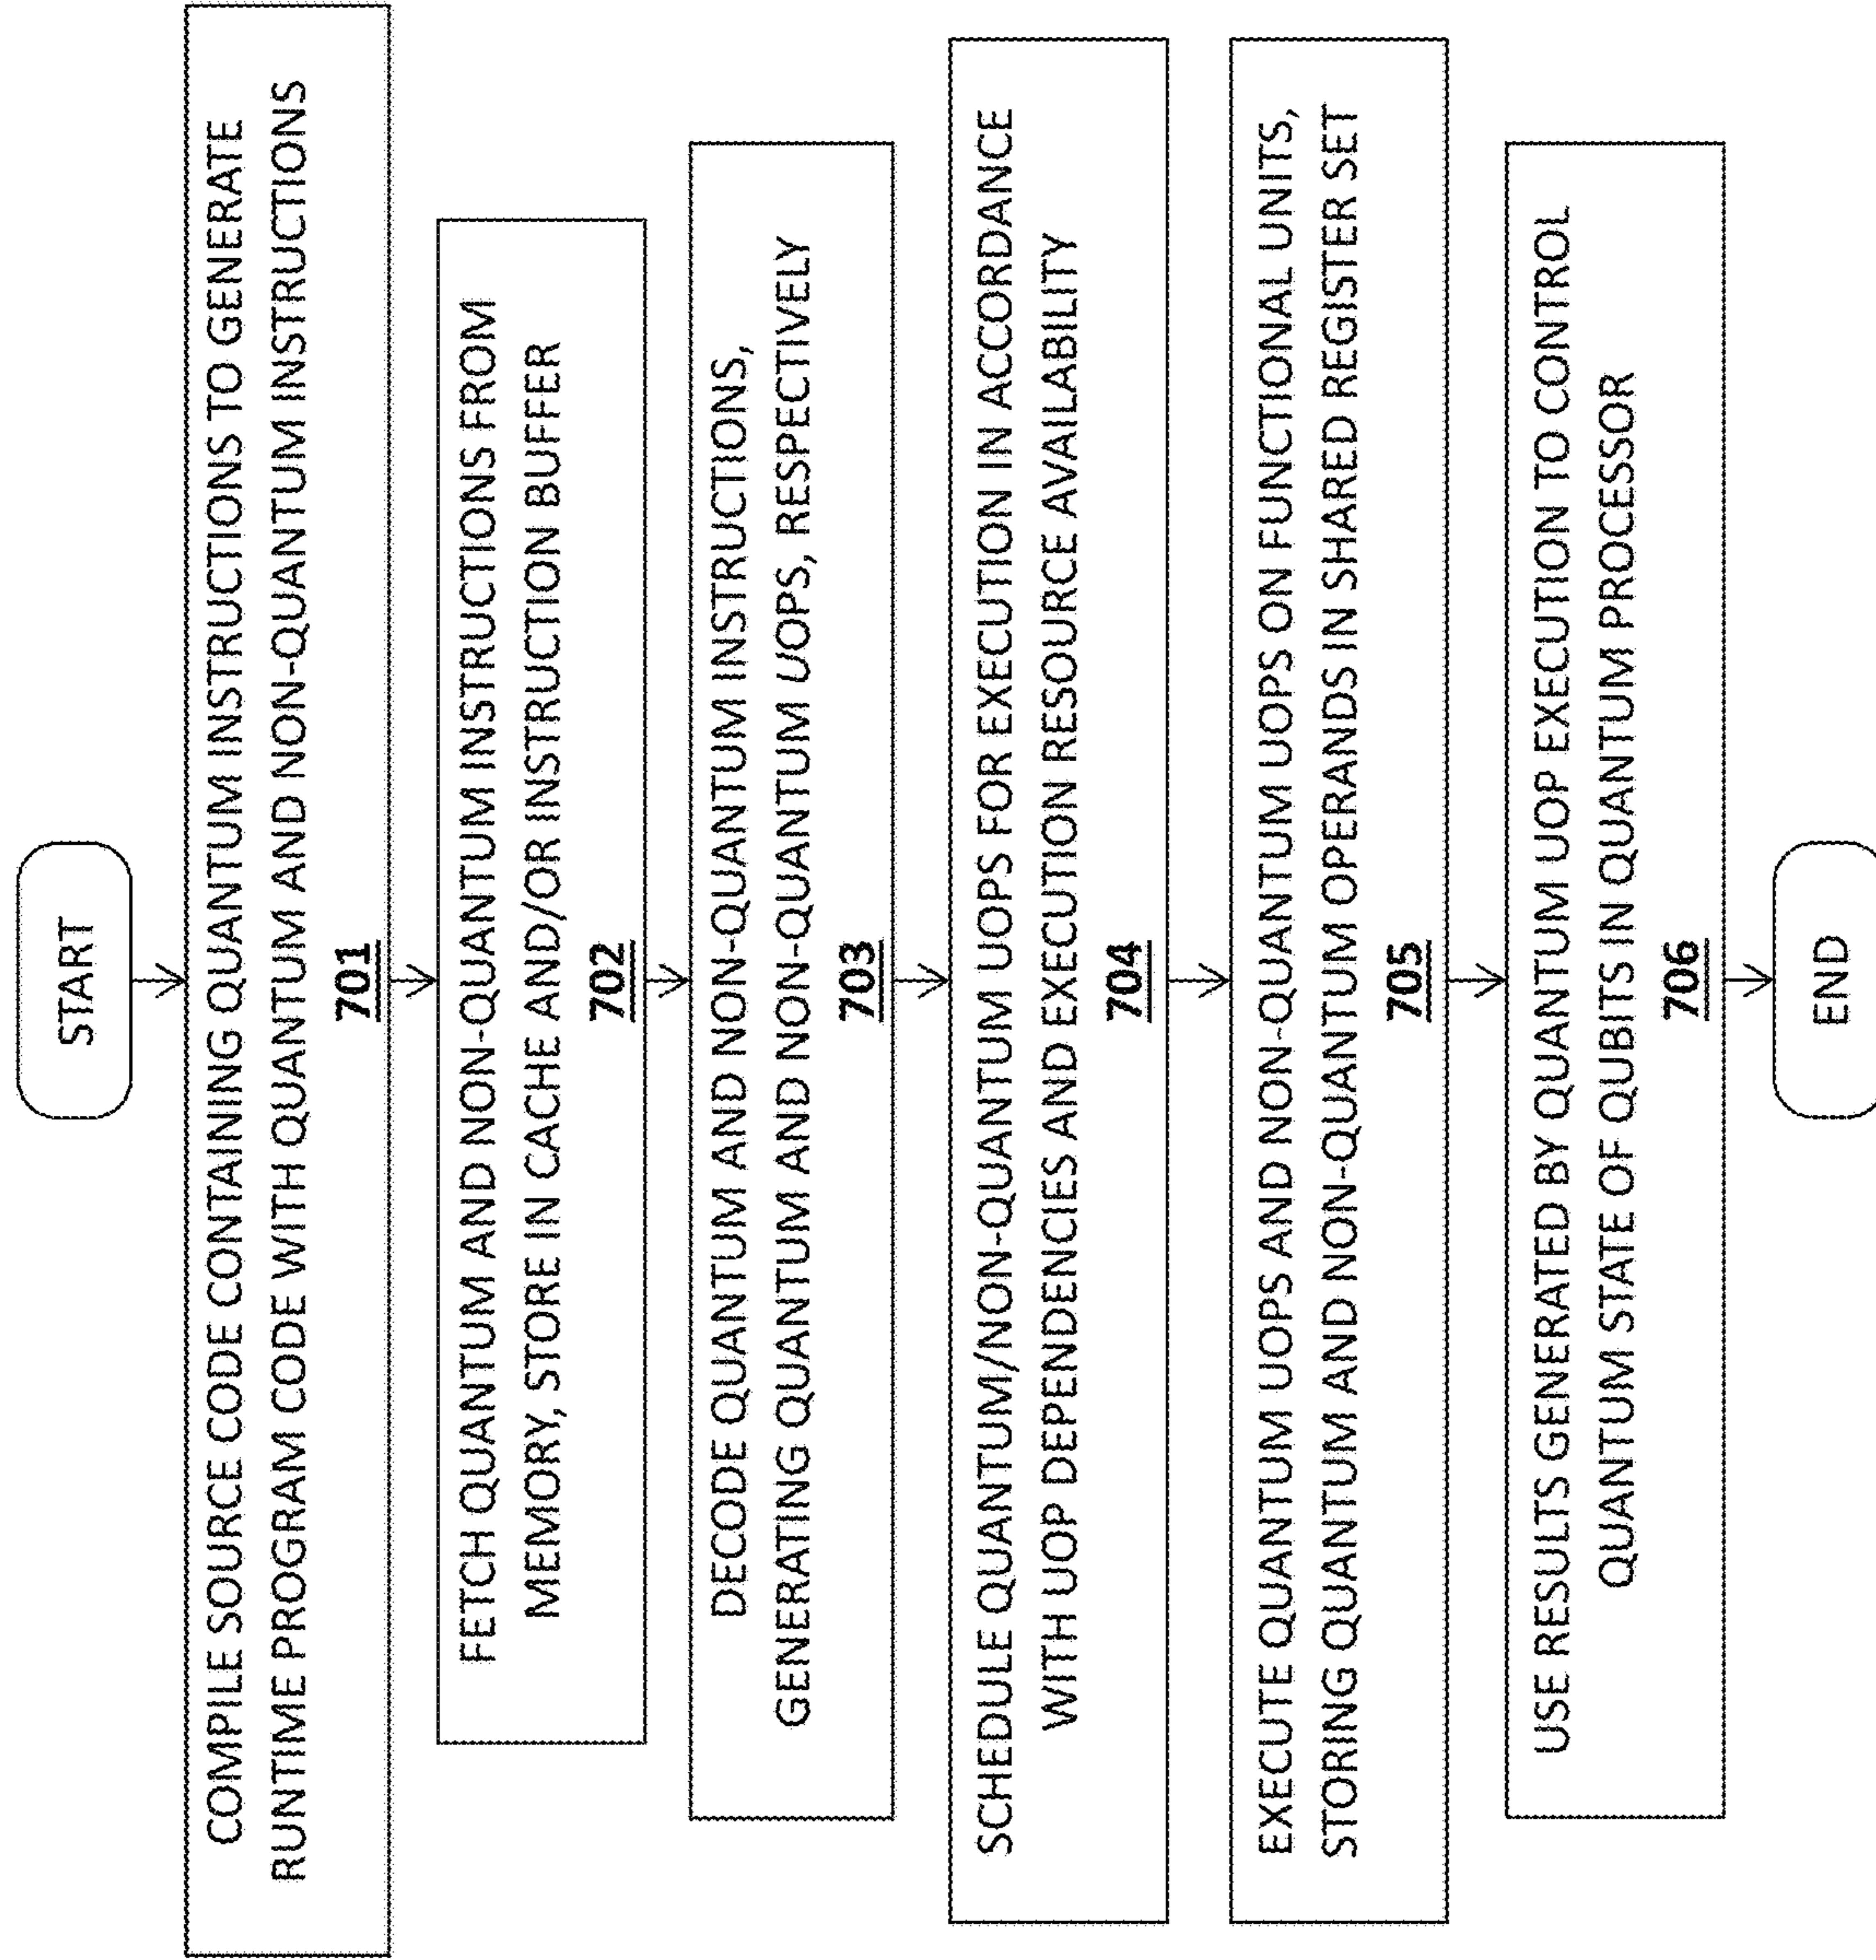 START
COMPILE SOURCE CODE CONTAINING QUANTUM INSTRUCTIONS TO GENERATE
RUNTIME PROGRAM CODE WITH QUANTUM AND NON-QUANTUM INSTRUCTIONS
701
FETCH QUANTUM AND NON-QUANTUM INSTRUCTIONS FROM
MEMORY, STORE IN CACHE AND/OR INSTRUCTION BUFFER
702
DECODE QUANTUM AND NON-QUANTUM INSTRUCTIONS,
GENERATING QUANTUM AND NON-QUANTUM UOPS, RESPECTIVELY
703
SCHEDULE QUANTUM/NON-QUANTUM UOPS FOR EXECUTION IN ACCORDANCE
WITH UOP DEPENDENCIES AND EXECUTION RESOURCE AVAILABILITY
704
EXECUTE QUANTUM UOPS AND NON-QUANTUM UOPS ON FUNCTIONAL UNITS,
STORING QUANTUM AND NON-QUANTUM OPERANDS IN SHARED REGISTER SET
705
USE RESULTS GENERATED BY QUANTUM UOP EXECUTION TO CONTROL
QUANTUM STATE OF QUBITS IN QUANTUM PROCESSOR
706
END